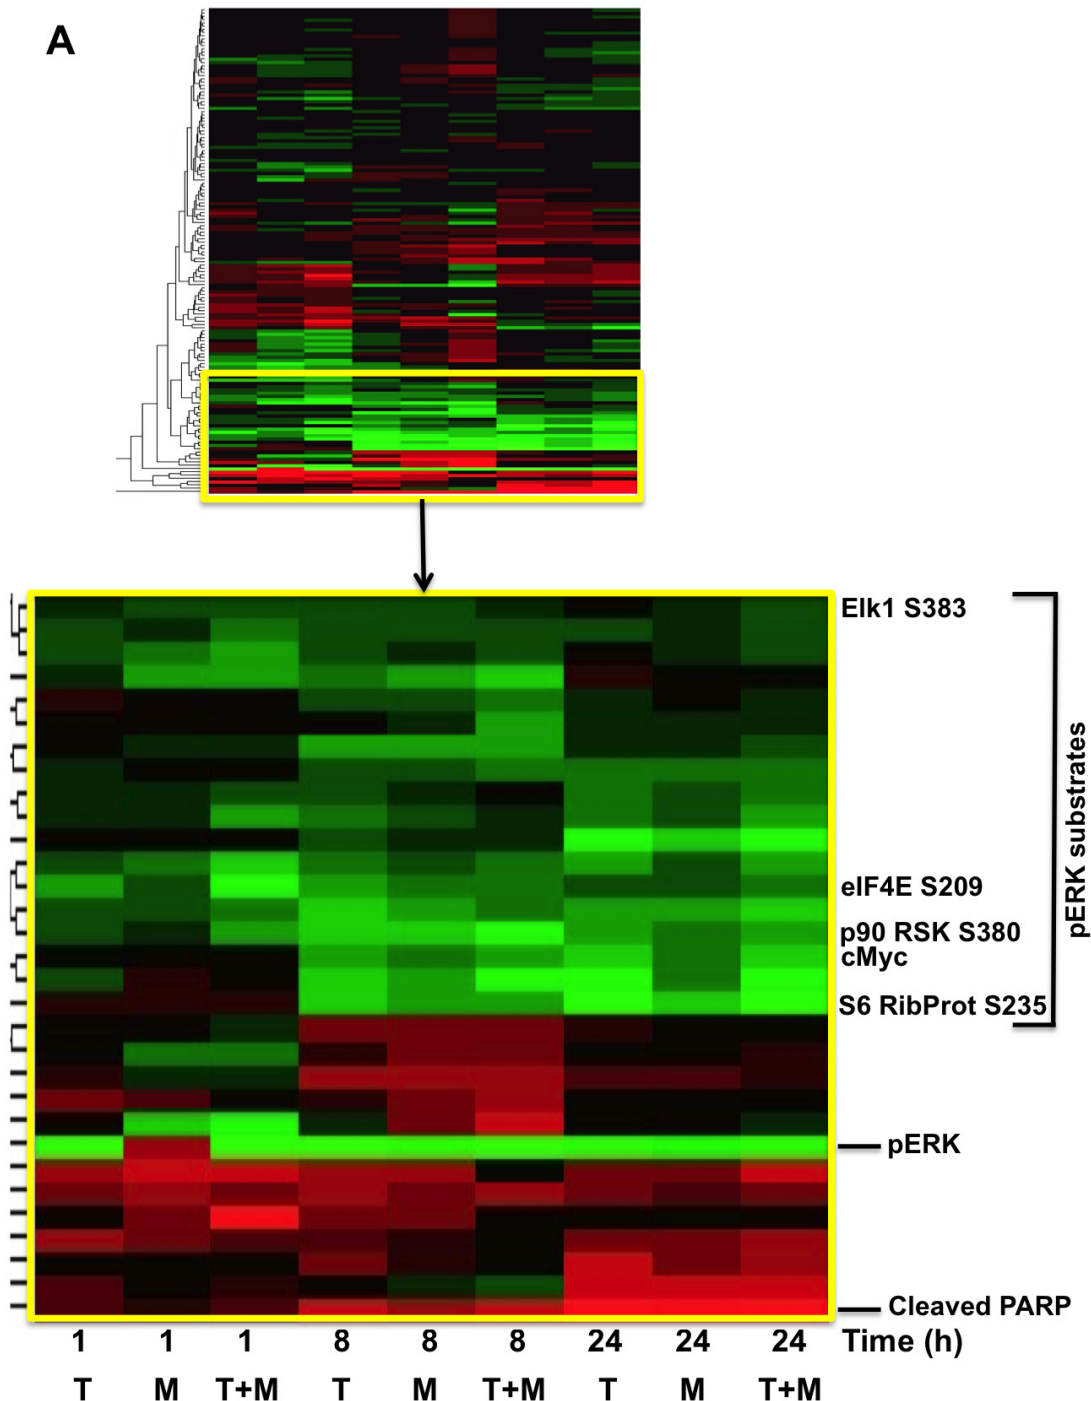 A
Elk1 S383
eIF4E S209
p90 RSK S380
cMyc
S6 RibProt S235
pERK substrates
pERK
Cleaved PARP
1 1 1 8 8 8 24 24 24 Time (h)
T M T+M T M T+M T M T+M